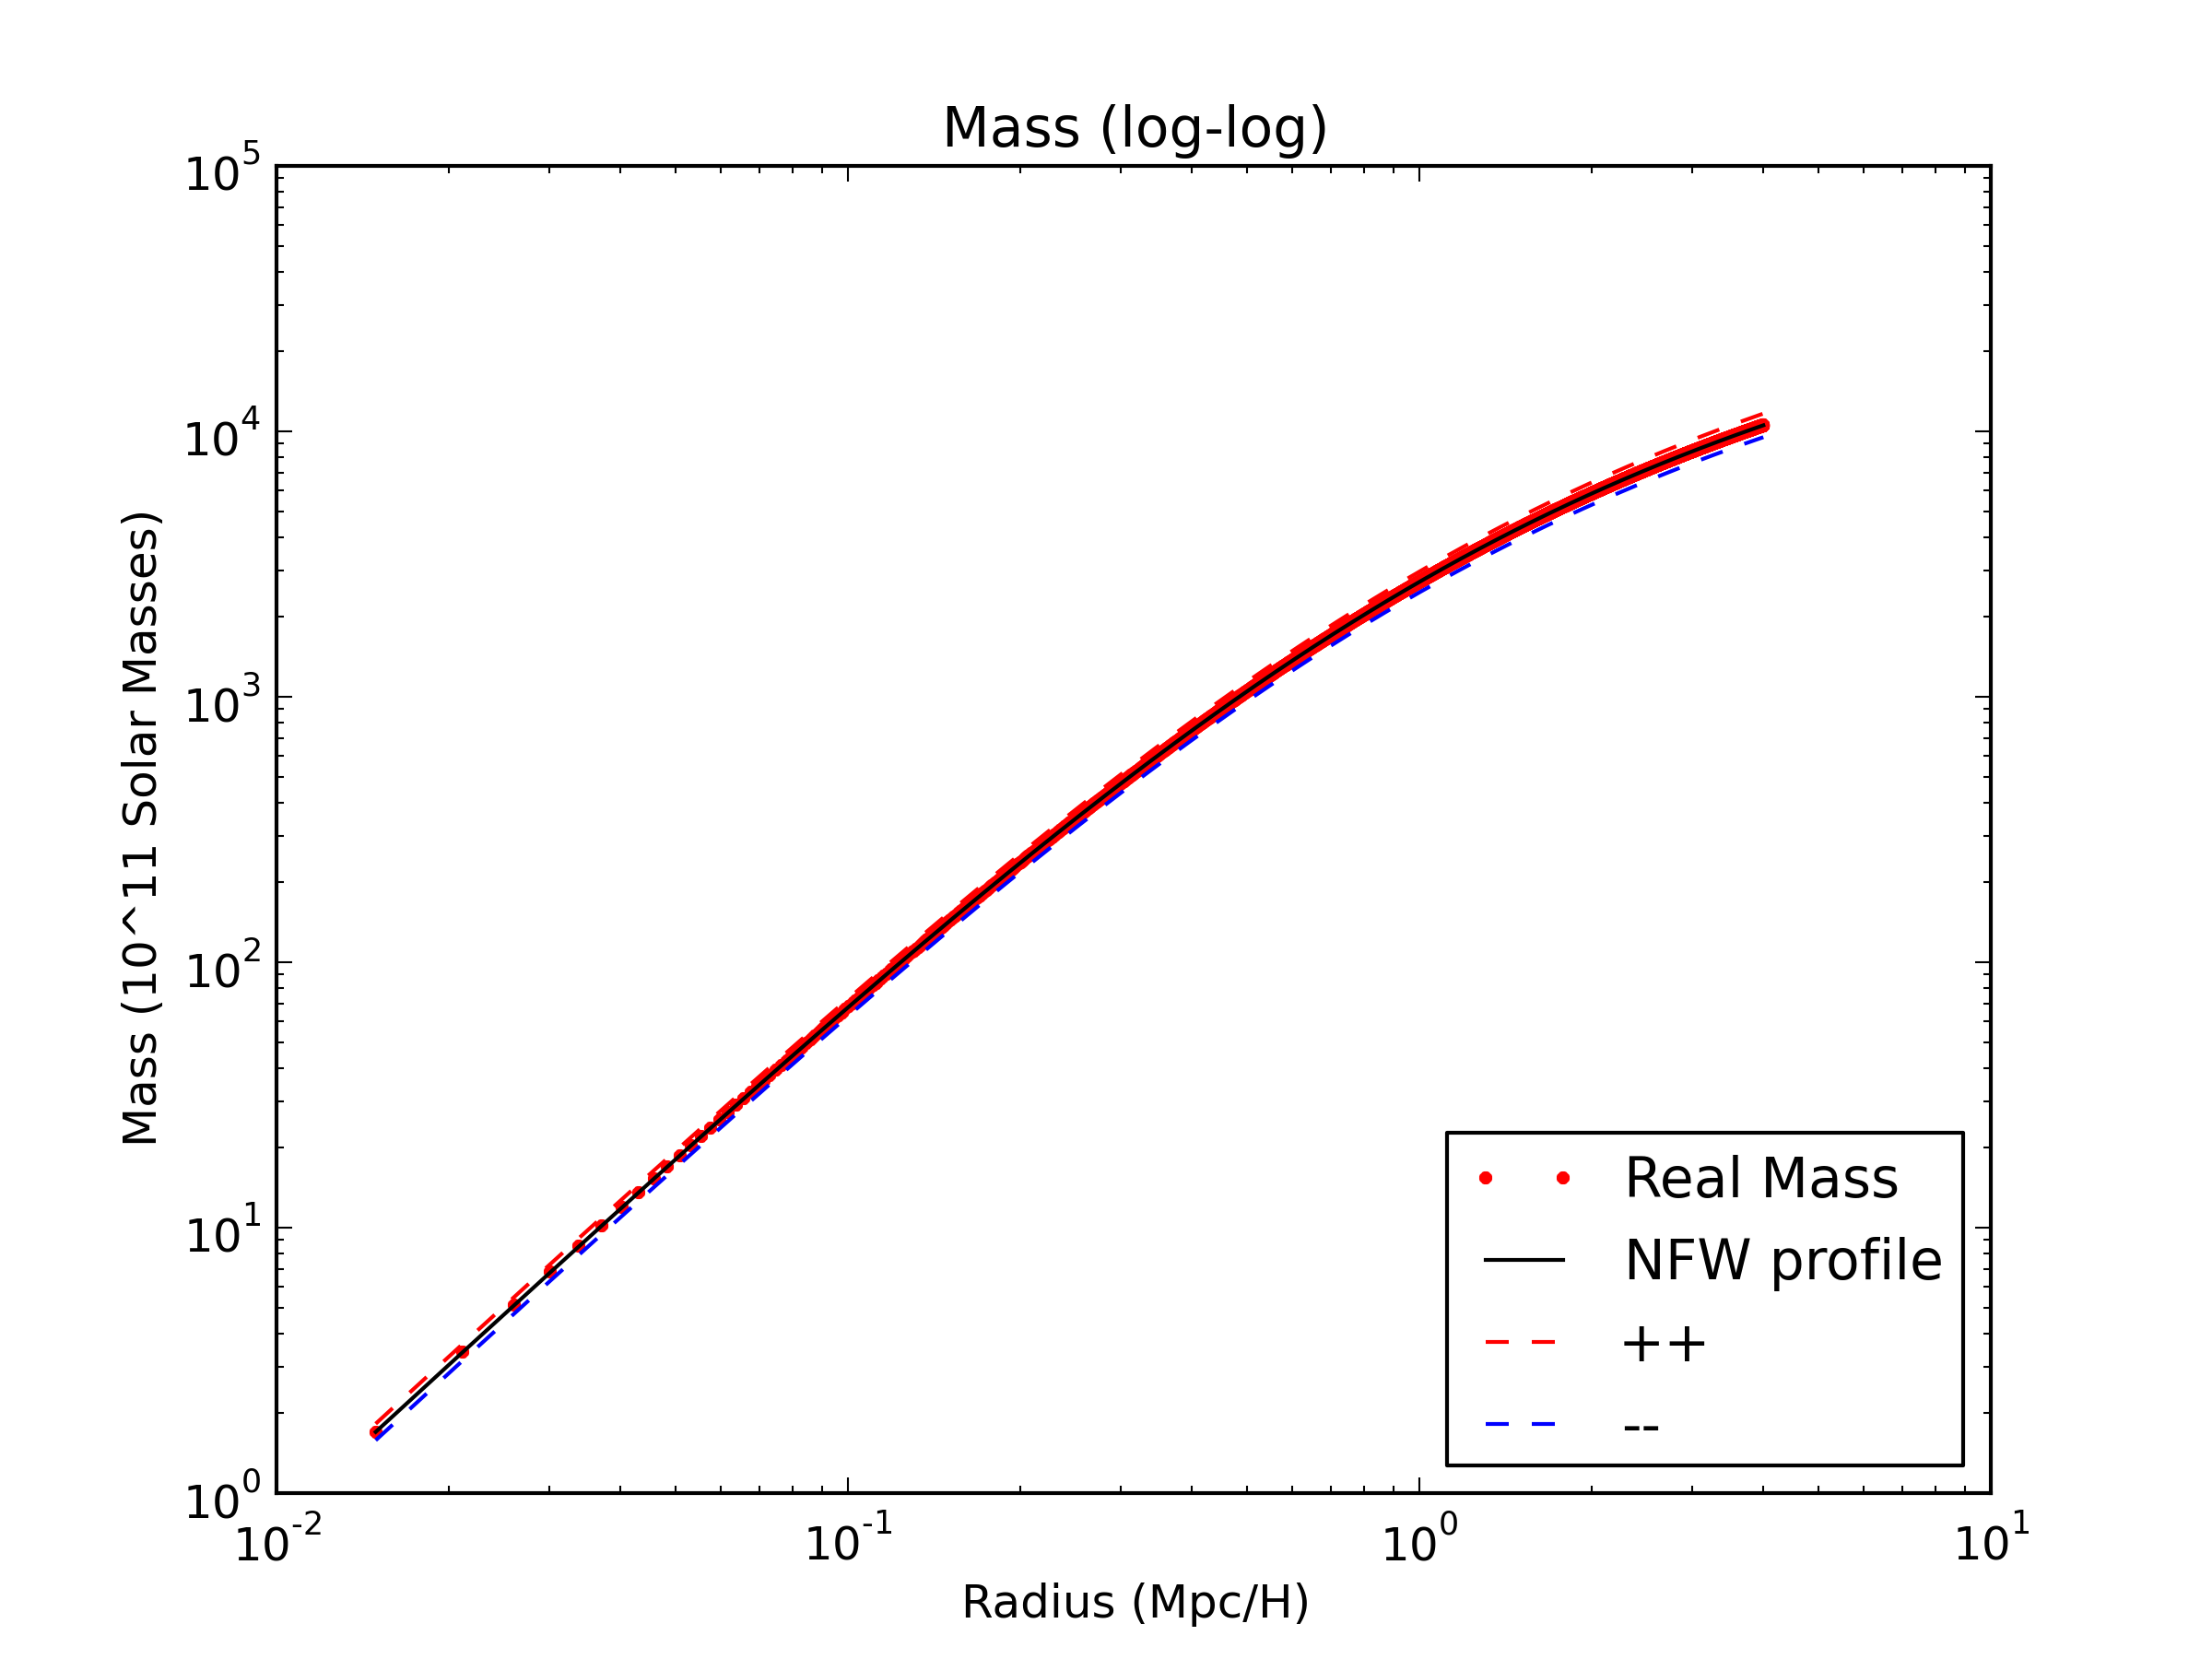 Mass (log-log)
10^5
10^4
10^3
10^2
10^1
10^0
Mass (10^11 Solar Masses)
10^-2
10^-1
10^0
10^1
Radius (Mpc/H)
Real Mass
NFW profile
++
--